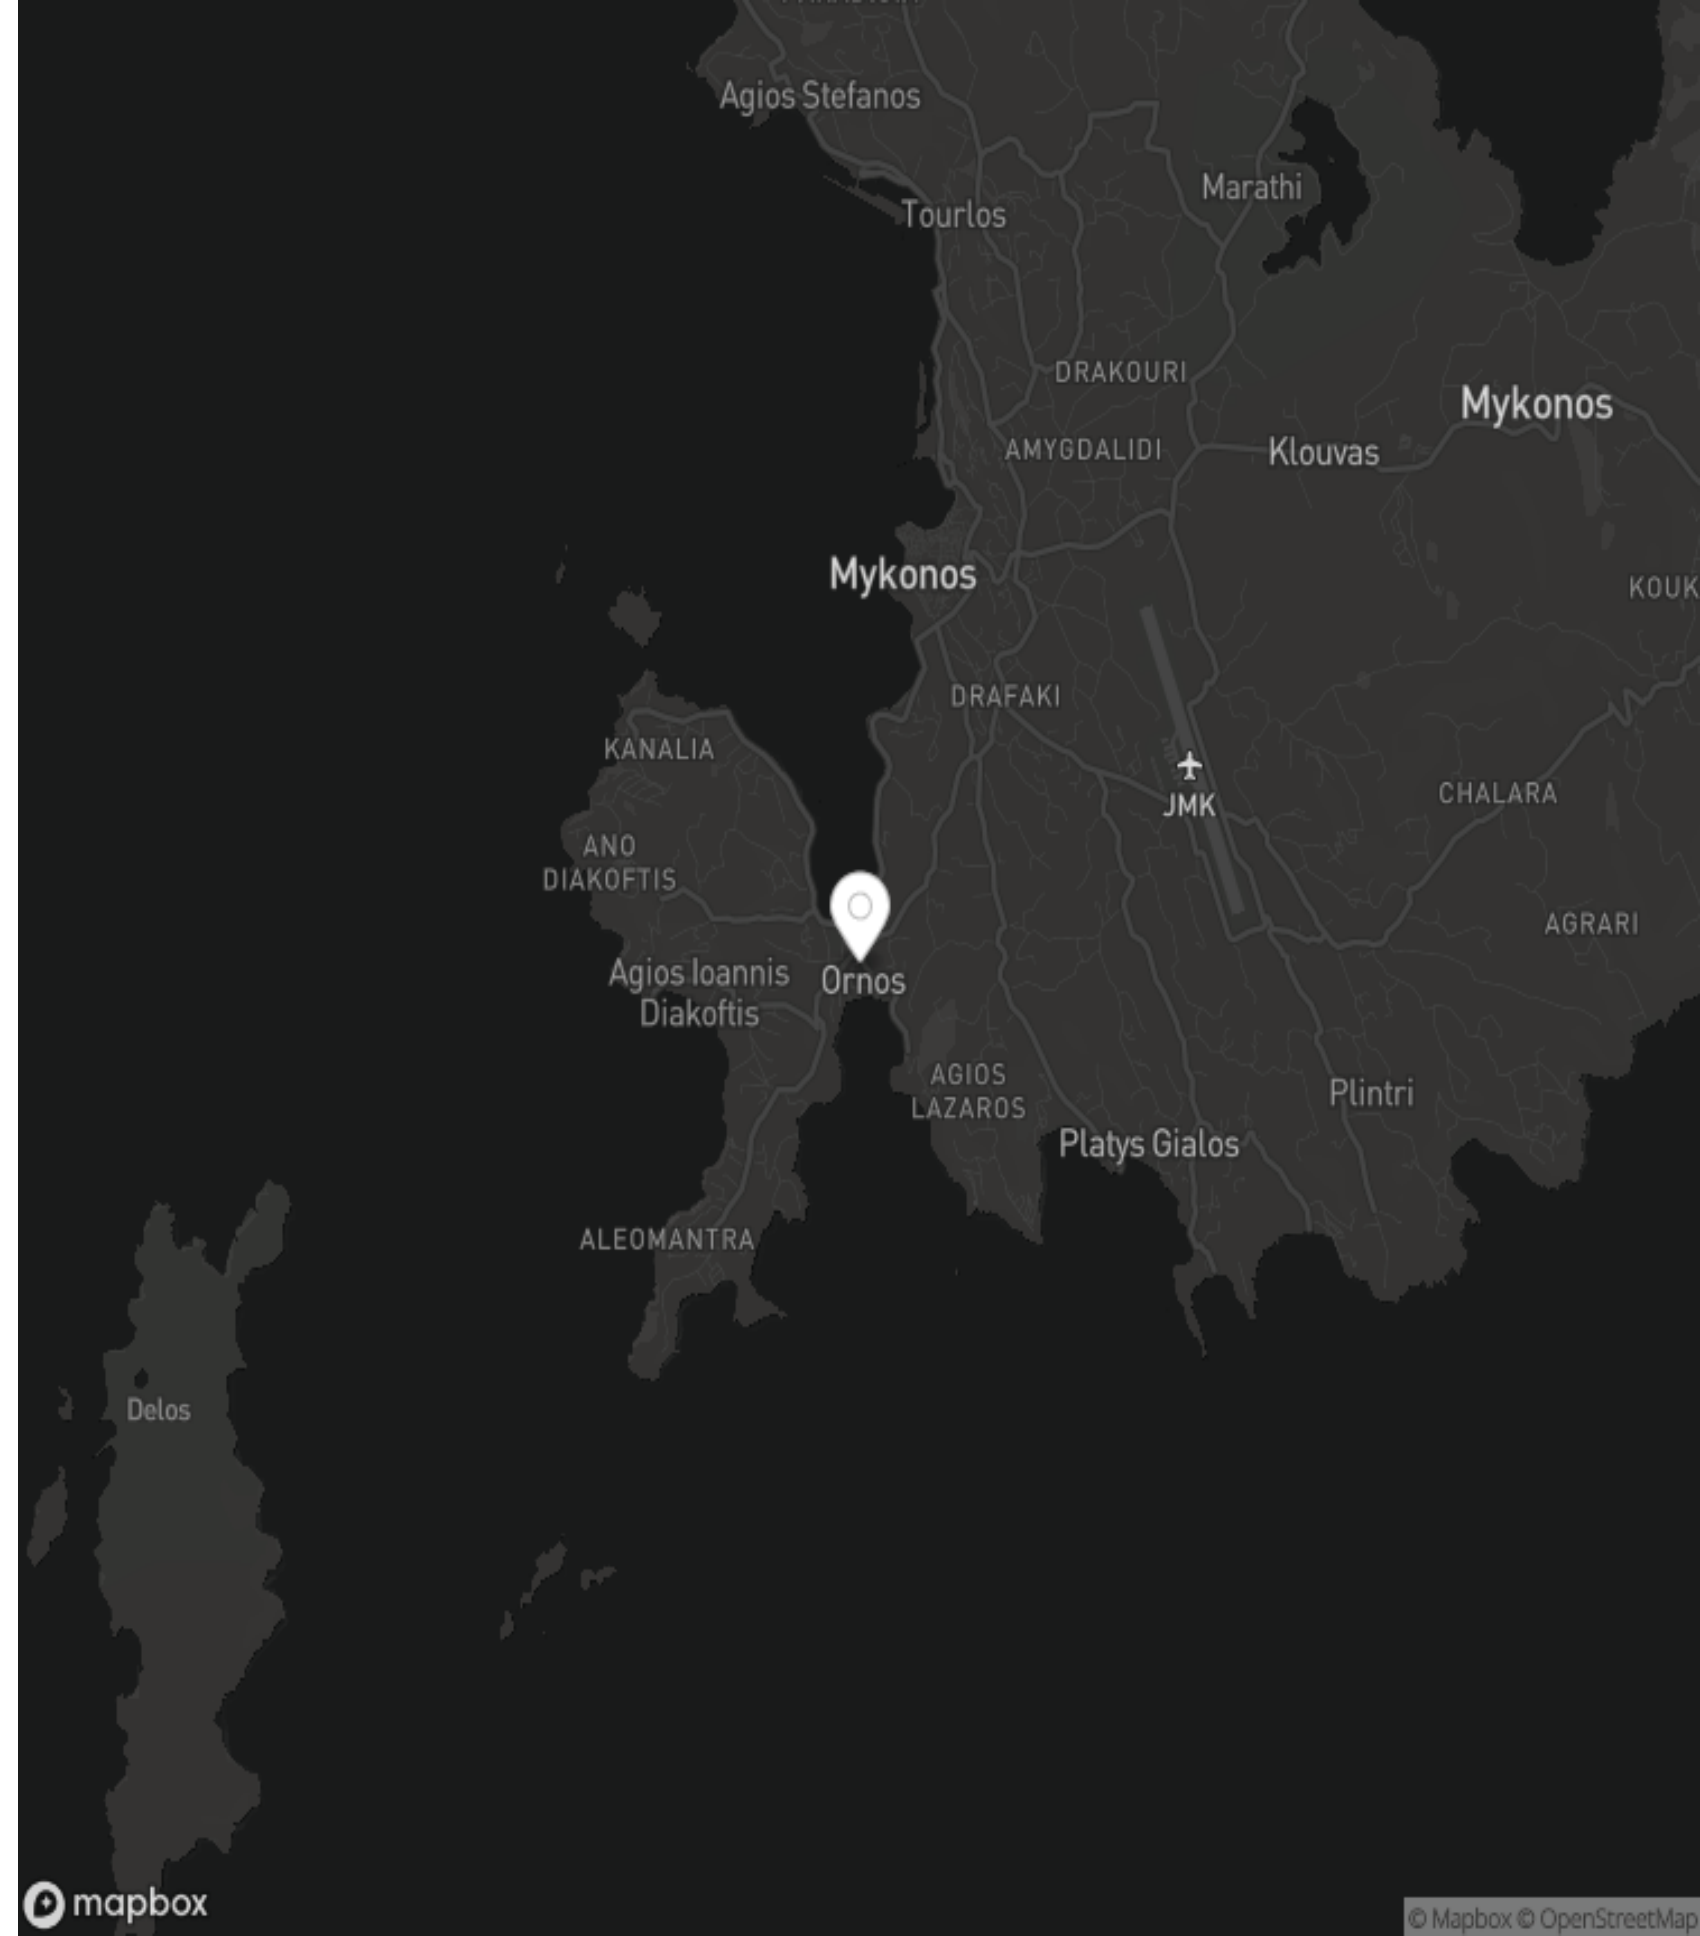 Agios Stefanos
Marathi
Tourlos
DRAKOURI
Mykonos
AMYGDALIDI
Klouvas
Mykonos
KOUK
DRAFAKI
KANALIA
JMK
CHALARA
ANO
DIAKOFTIS
AGRARI
Agios Ioannis
Diakoftis
Ornos
AGIOS
LAZAROS
Plintri
Platys Gialos
ALEOMANTRA
Delos
mapbox
© Mapbox © OpenStreetMap